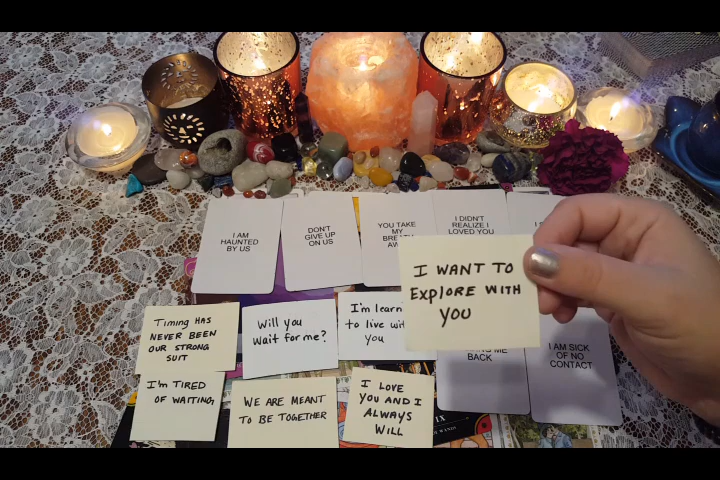 I AM
HAUNTED
BY US
DON'T
GIVE UP
ON US
YOU TAKE
MY
I DIDN'T
REALIZE I
LOVED YOU
I WANT TO
EXPLORE WITH
YOU
TIMING HAS
NEVER BEEN
OUR STRONG
SUIT
Will you
Wait for me?
I'm
to live
you
ME
BACK
I AM SICK
OF NO
CONTACT
I'm TIRED
OF WAITING
WE ARE MEANT
TO BE TOGETHER
I LOVE
YOU AND I
ALWAYS
WILL
IX